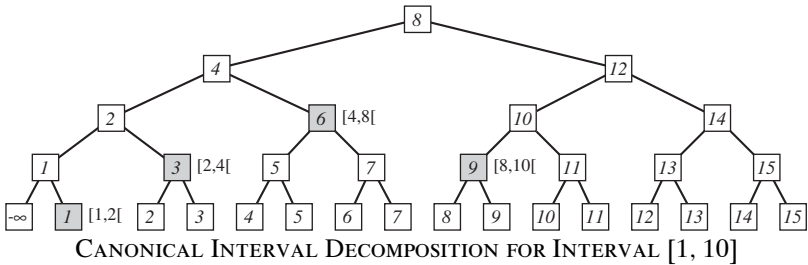 8
4 12
2 6 [4,8[ 10 14
1 3 [2,4[ 5 7 9 [8,10[ 11 13 15
-∞ 1 [1,2[ 2 3 4 5 6 7 8 9 10 11 12 13 14 15
CANONICAL INTERVAL DECOMPOSITION FOR INTERVAL [1, 10]